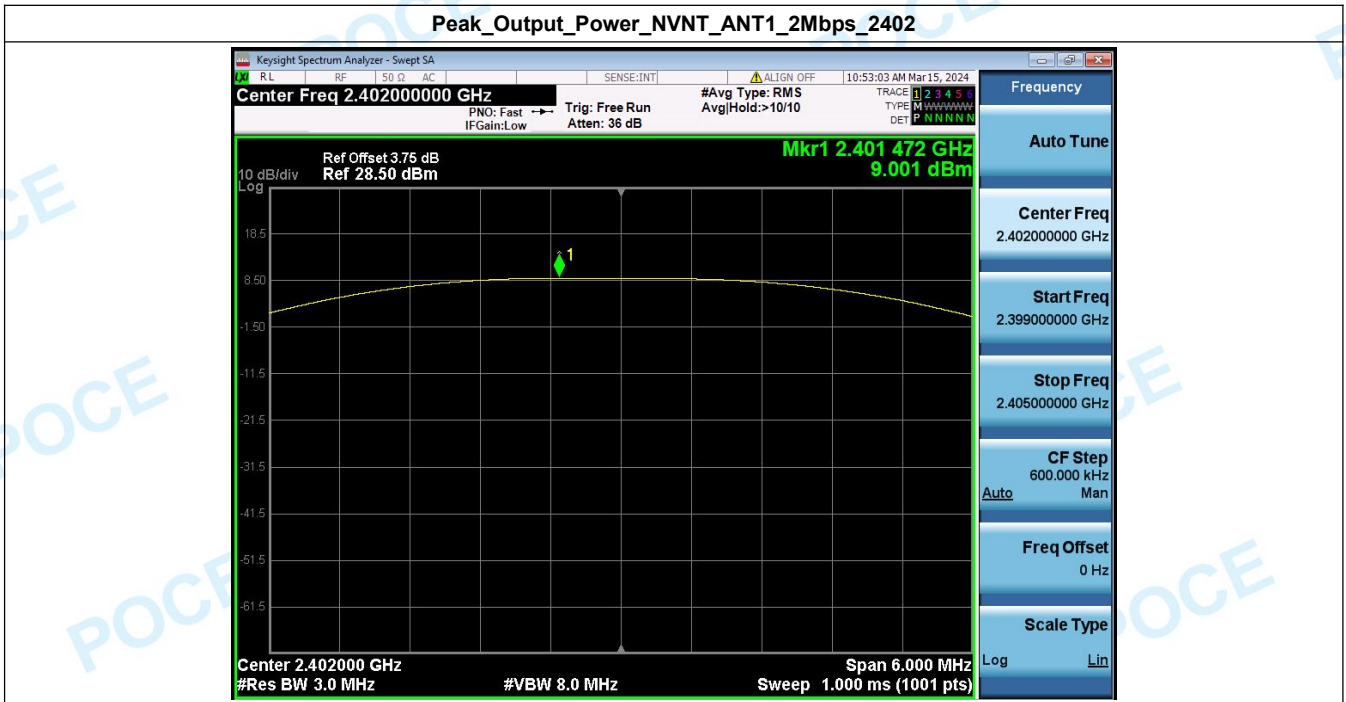 Peak_Output_Power_NVNT_ANT1_2Mbps_2402
Keysight Spectrum Analyzer - Swept SA
LXI RL RF 50 Ω AC SENSE:INT ALIGN OFF 10:53:03 AM Mar 15, 2024
Center Freq 2.402000000 GHz
PNO: Fast
IFGain:Low
Trig: Free Run
Atten: 36 dB
#Avg Type: RMS
Avg|Hold:>10/10
TRACE 1 2 3 4 5 6
TYPE M WWWWW
DET P N N N N N
Mkr1 2.401 472 GHz
9.001 dBm
Ref Offset 3.75 dB
10 dB/div Ref 28.50 dBm
Log
18.5
1
8.50
-1.50
-11.5
-21.5
-31.5
-41.5
-51.5
-61.5
Center 2.402000 GHz Span 6.000 MHz
#Res BW 3.0 MHz #VBW 8.0 MHz Sweep 1.000 ms (1001 pts)
Frequency
Auto Tune
Center Freq
2.402000000 GHz
Start Freq
2.399000000 GHz
Stop Freq
2.405000000 GHz
CF Step
600.000 kHz
Auto Man
Freq Offset
0 Hz
Scale Type
Log Lin
POCE
POCE
POCE
POCE
POCE